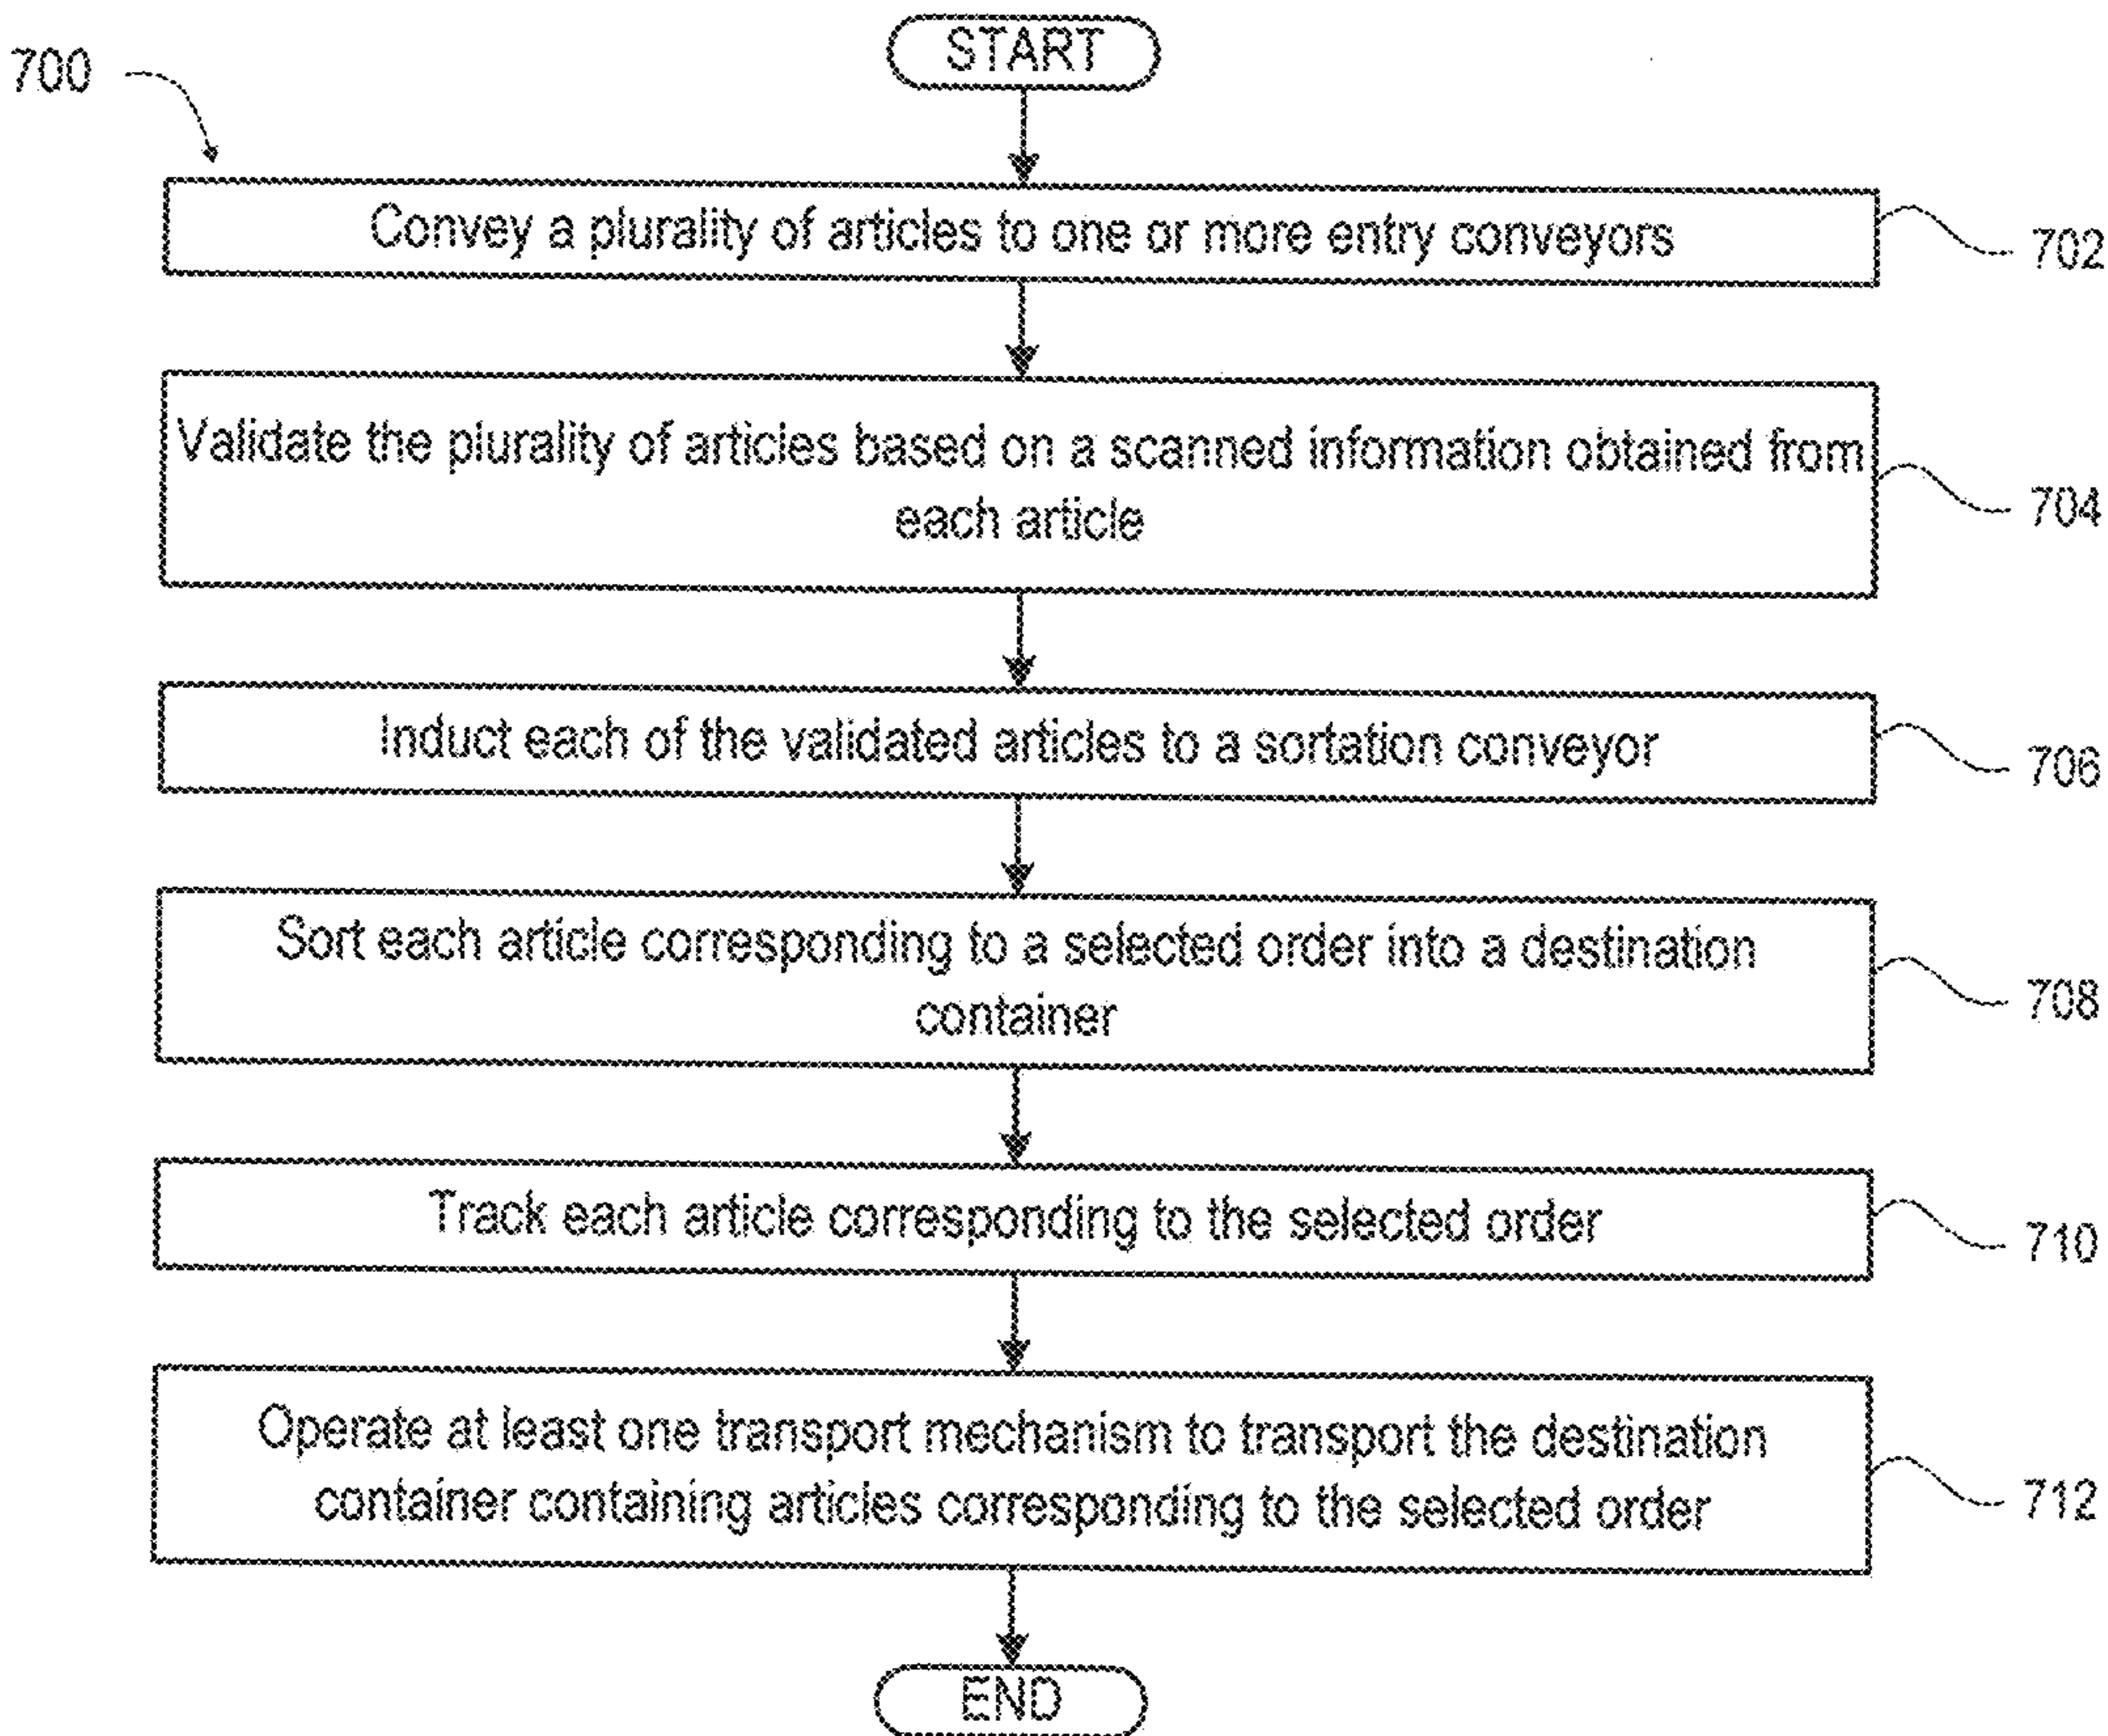 START
700
Convey a plurality of articles to one or more entry conveyors
702
Validate the plurality of articles based on a scanned information obtained from
each article
704
Induct each of the validated articles to a sortation conveyor
706
Sort each article corresponding to a selected order into a destination
container
708
Track each article corresponding to the selected order
710
Operate at least one transport mechanism to transport the destination
container containing articles corresponding to the selected order
712
END